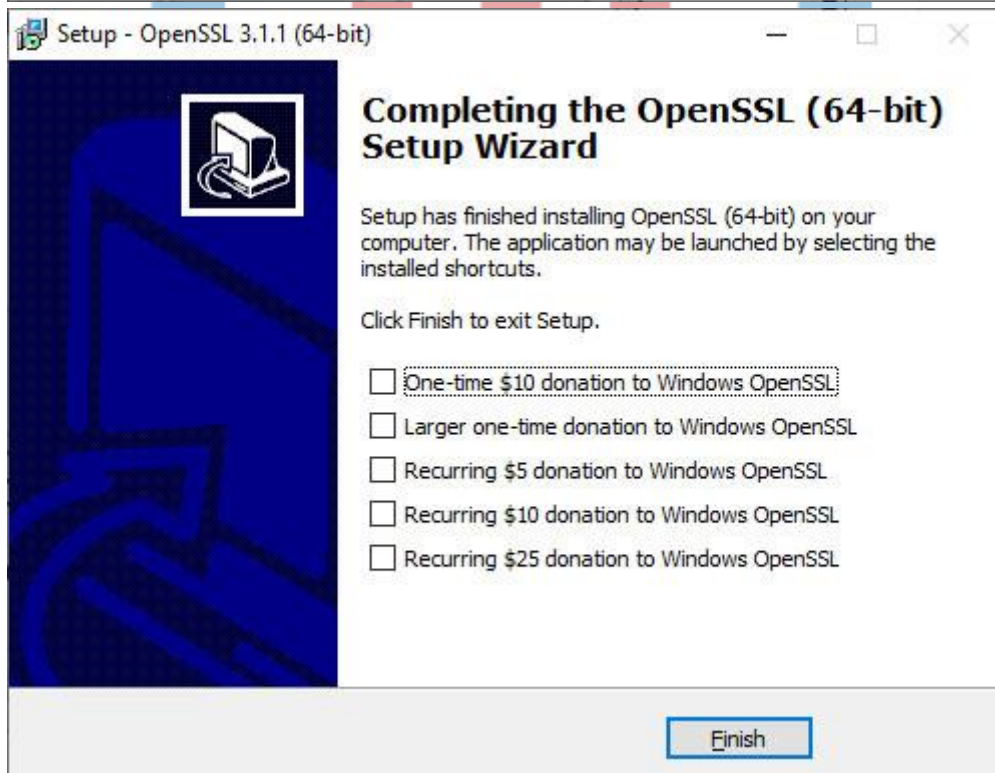 Setup - OpenSSL 3.1.1 (64-bit)
Completing the OpenSSL (64-bit)
Setup Wizard
Setup has finished installing OpenSSL (64-bit) on your
computer. The application may be launched by selecting the
installed shortcuts.
Click Finish to exit Setup.
One-time $10 donation to Windows OpenSSL
Larger one-time donation to Windows OpenSSL
Recurring $5 donation to Windows OpenSSL
Recurring $10 donation to Windows OpenSSL
Recurring $25 donation to Windows OpenSSL
Finish